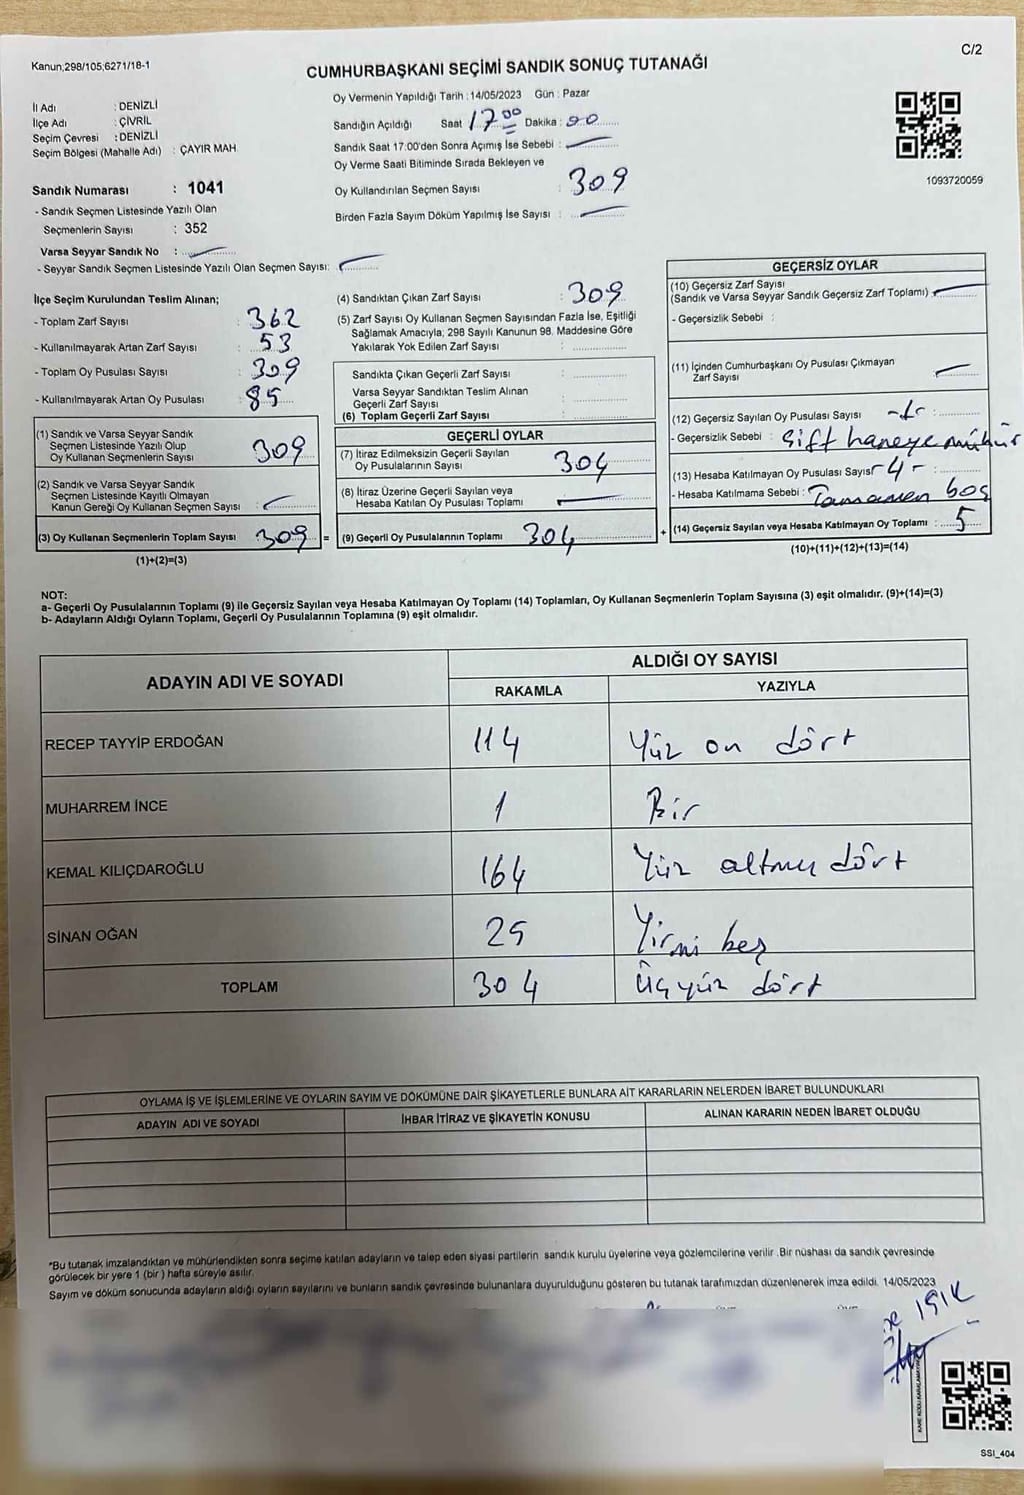 C/2
Kanun,298/105;6271/18-1
CUMHURBAŞKANI SEÇİMİ SANDIK SONUÇ TUTANAĞI
İl Adı : DENİZLİ
İlçe Adı : ÇİVRİL
Seçim Çevresi : DENİZLİ
Seçim Bölgesi (Mahalle Adı) : ÇAYIR MAH.
Sandık Numarası : 1041
- Sandık Seçmen Listesinde Yazılı Olan
Seçmenlerin Sayısı : 352
Varsa Seyyar Sandık No :
- Seyyar Sandık Seçmen Listesinde Yazılı Olan Seçmen Sayısı:
Oy Vermenin Yapıldığı Tarih :14/05/2023 Gün : Pazar
Sandığın Açıldığı Saat 17 00 Dakika : 00
Sandık Saat 17:00'den Sonra Açımış İse Sebebi :
Oy Verme Saati Bitiminde Sırada Bekleyen ve
Oy Kullandırılan Seçmen Sayısı : 309
Birden Fazla Sayım Döküm Yapılmış İse Sayısı :
1093720059
İlçe Seçim Kurulundan Teslim Alınan;
- Toplam Zarf Sayısı : 362
- Kullanılmayarak Artan Zarf Sayısı : 53
- Toplam Oy Pusulası Sayısı : 309
- Kullanılmayarak Artan Oy Pusulası : 85
(1) Sandık ve Varsa Seyyar Sandık
Seçmen Listesinde Yazılı Olup
Oy Kullanan Seçmenlerin Sayısı 309
(2) Sandık ve Varsa Seyyar Sandık
Seçmen Listesinde Kayıtlı Olmayan
Kanun Gereği Oy Kullanan Seçmen Sayısı :
(3) Oy Kullanan Seçmenlerin Toplam Sayısı 309 =
(1)+(2)=(3)
(4) Sandıktan Çıkan Zarf Sayısı : 309
(5) Zarf Sayısı Oy Kullanan Seçmen Sayısından Fazla İse, Eşitliği
Sağlamak Amacıyla; 298 Sayılı Kanunun 98. Maddesine Göre
Yakılarak Yok Edilen Zarf Sayısı :
Sandıkta Çıkan Geçerli Zarf Sayısı :
Varsa Seyyar Sandıktan Teslim Alınan
Geçerli Zarf Sayısı :
(6) Toplam Geçerli Zarf Sayısı :
GEÇERLİ OYLAR
(7) İtiraz Edilmeksizin Geçerli Sayılan
Oy Pusulalarının Sayısı 304
(8) İtiraz Üzerine Geçerli Sayılan veya
Hesaba Katılan Oy Pusulası Toplamı
(9) Geçerli Oy Pusulalarının Toplamı 304 +
GEÇERSİZ OYLAR
(10) Geçersiz Zarf Sayısı
(Sandık ve Varsa Seyyar Sandık Geçersiz Zarf Toplamı)
- Geçersizlik Sebebi :
(11) İçinden Cumhurbaşkanı Oy Pusulası Çıkmayan
Zarf Sayısı
(12) Geçersiz Sayılan Oy Pusulası Sayısı -1- :
- Geçersizlik Sebebi : Çift haneye mühür
(13) Hesaba Katılmayan Oy Pusulası Sayısı -4- :
- Hesaba Katılmama Sebebi : Tamamen boş
(14) Geçersiz Sayılan veya Hesaba Katılmayan Oy Toplamı : 5
(10)+(11)+(12)+(13)=(14)
NOT:
a- Geçerli Oy Pusulalarının Toplamı (9) ile Geçersiz Sayılan veya Hesaba Katılmayan Oy Toplamı (14) Toplamları, Oy Kullanan Seçmenlerin Toplam Sayısına (3) eşit olmalıdır. (9)+(14)=(3)
b- Adayların Aldığı Oyların Toplamı, Geçerli Oy Pusulalarının Toplamına (9) eşit olmalıdır.
ADAYIN ADI VE SOYADI
ALDIĞI OY SAYISI
RAKAMLA YAZIYLA
RECEP TAYYİP ERDOĞAN 114 Yüz on dört
MUHARREM İNCE 1 Bir
KEMAL KILIÇDAROĞLU 164 Yüz altmış dört
SİNAN OĞAN 25 Yirmi beş
TOPLAM 304 Üçyüz dört
OYLAMA İŞ VE İŞLEMLERİNE VE OYLARIN SAYIM VE DÖKÜMÜNE DAİR ŞİKAYETLERLE BUNLARA AİT KARARLARIN NELERDEN İBARET BULUNDUKLARI
ADAYIN ADI VE SOYADI İHBAR İTİRAZ VE ŞİKAYETİN KONUSU ALINAN KARARIN NEDEN İBARET OLDUĞU
*Bu tutanak imzalandıktan ve mühürlendikten sonra seçime katılan adayların ve talep eden siyasi partilerin sandık kurulu üyelerine veya gözlemcilerine verilir .Bir nüshası da sandık çevresinde
görülecek bir yere 1 (bir ) hafta süreyle asılır.
Sayım ve döküm sonucunda adayların aldığı oyların sayılarını ve bunların sandık çevresinde bulunanlara duyurulduğunu gösteren bu tutanak tarafımızdan düzenlenerek imza edildi. 14/05/2023
IŞIK
SSI_404